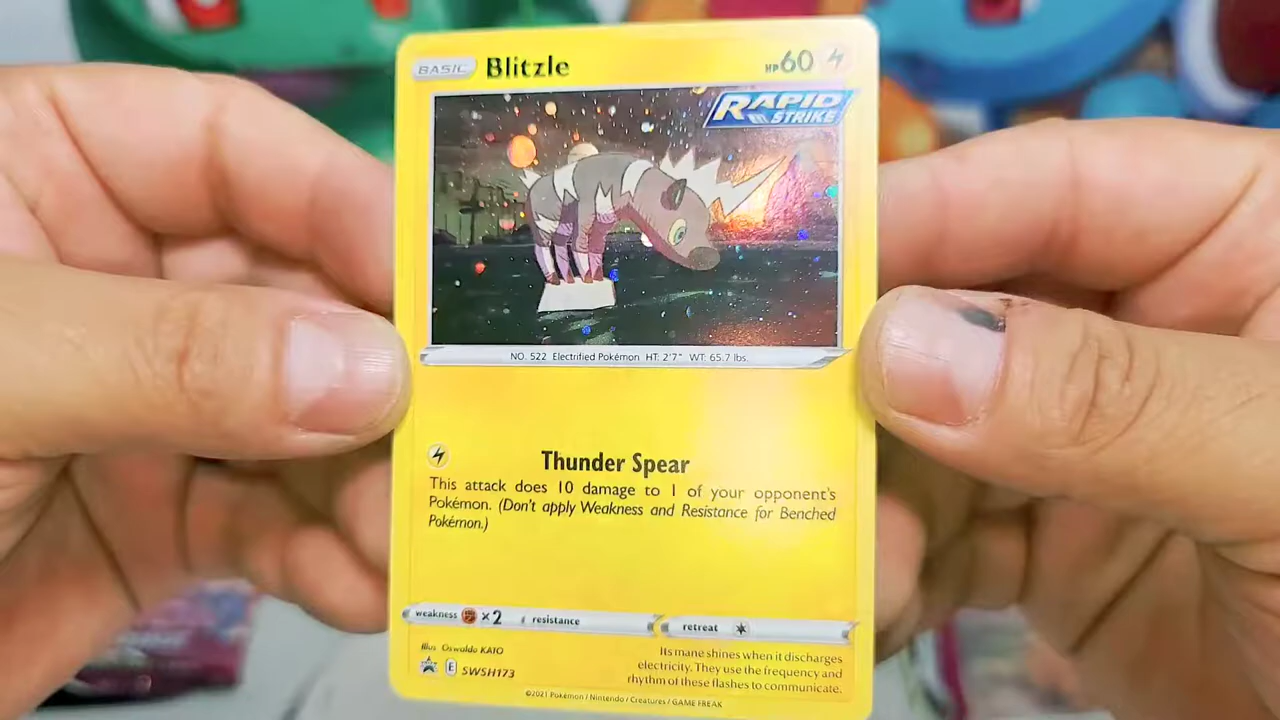 BASIC Blitzle HP60
RAPID
STRIKE
NO. 522 Electrified Pokémon HT: 2'7" WT: 65.7 lbs.
Thunder Spear
This attack does 10 damage to 1 of your opponent's
Pokémon. (Don't apply Weakness and Resistance for Benched
Pokémon.)
weakness ×2 resistance retreat
Illus. Oswaldo KATO
E SWSH173
Its mane shines when it discharges
electricity. They use the frequency and
rhythm of these flashes to communicate.
©2021 Pokémon / Nintendo / Creatures / GAME FREAK